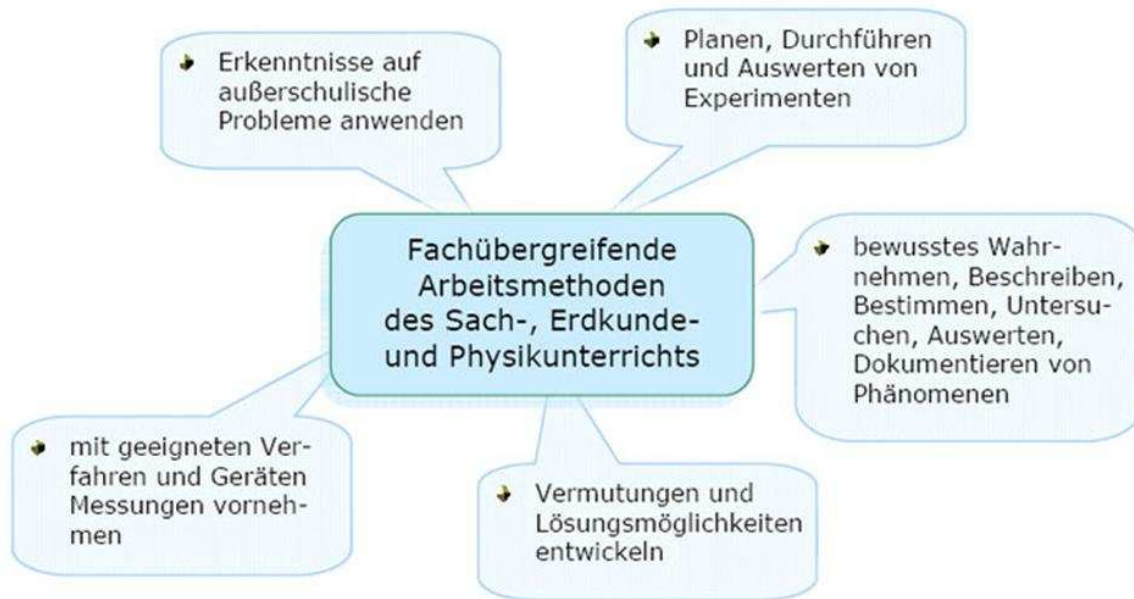 Erkenntnisse auf
außerschulische
Probleme anwenden
Planen, Durchführen
und Auswerten von
Experimenten
Fachübergreifende
Arbeitsmethoden
des Sach-, Erdkunde-
und Physikunterrichts
bewusstes Wahr-
nehmen, Beschreiben,
Bestimmen, Untersu-
chen, Auswerten,
Dokumentieren von
Phänomenen
mit geeigneten Ver-
fahren und Geräten
Messungen vorneh-
men
Vermutungen und
Lösungsmöglichkeiten
entwickeln